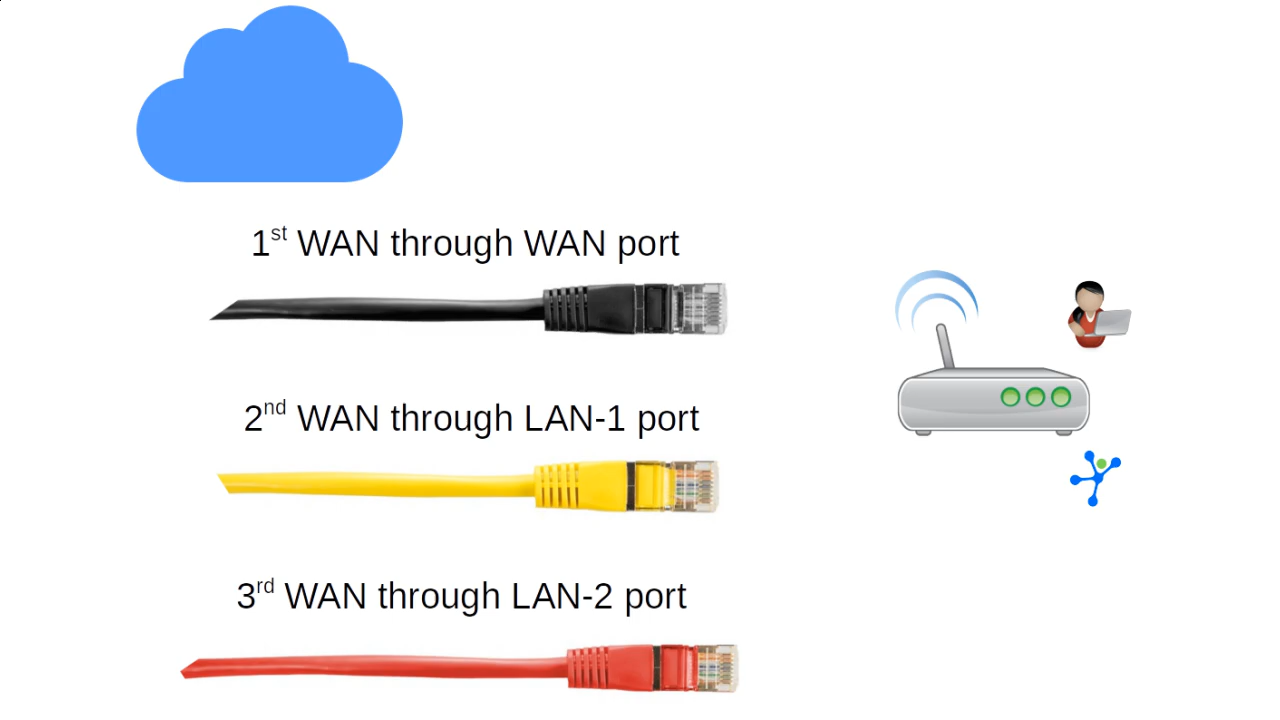 1st WAN through WAN port
2nd WAN through LAN-1 port
3rd WAN through LAN-2 port